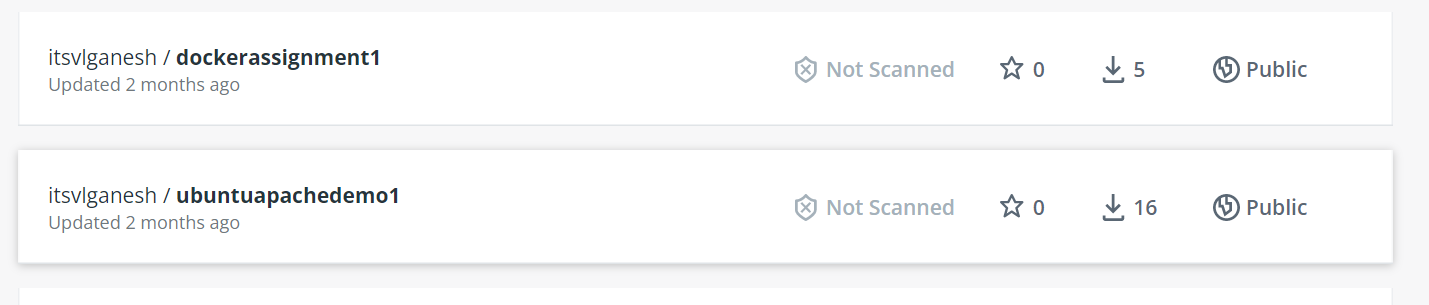 itsvlganesh / dockerassignment1
Updated 2 months ago
Not Scanned
0
5
Public
itsvlganesh / ubuntuapachedemo1
Updated 2 months ago
Not Scanned
0
16
Public